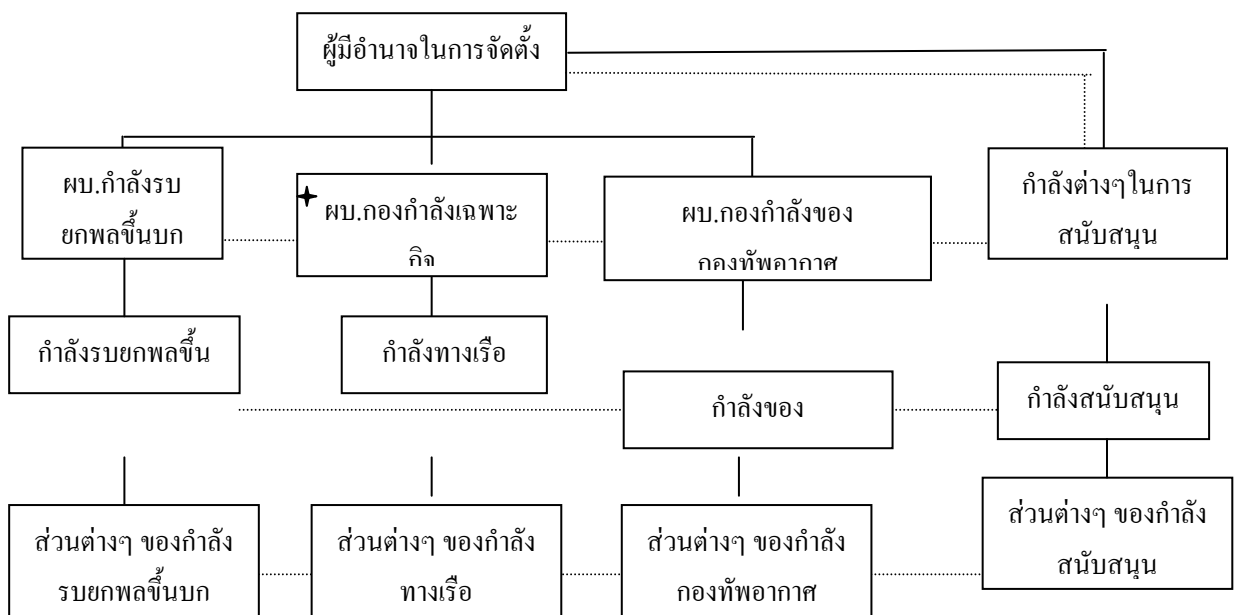 ผู้มีอำนาจในการจัดตั้ง
ผบ.กำลังรบ
ยกพลขึ้นบก
ผบ.กองกำลังเฉพาะ
กิจ
ผบ.กองกำลังของ
กองทัพอากาศ
กำลังต่างๆในการ
สนับสนุน
กำลังรบยกพลขึ้น
กำลังทางเรือ
กำลังของ
กำลังสนับสนุน
ส่วนต่างๆ ของกำลัง
รบยกพลขึ้นบก
ส่วนต่างๆ ของกำลัง
ทางเรือ
ส่วนต่างๆ ของกำลัง
กองทัพอากาศ
ส่วนต่างๆ ของกำลัง
สนับสนุน